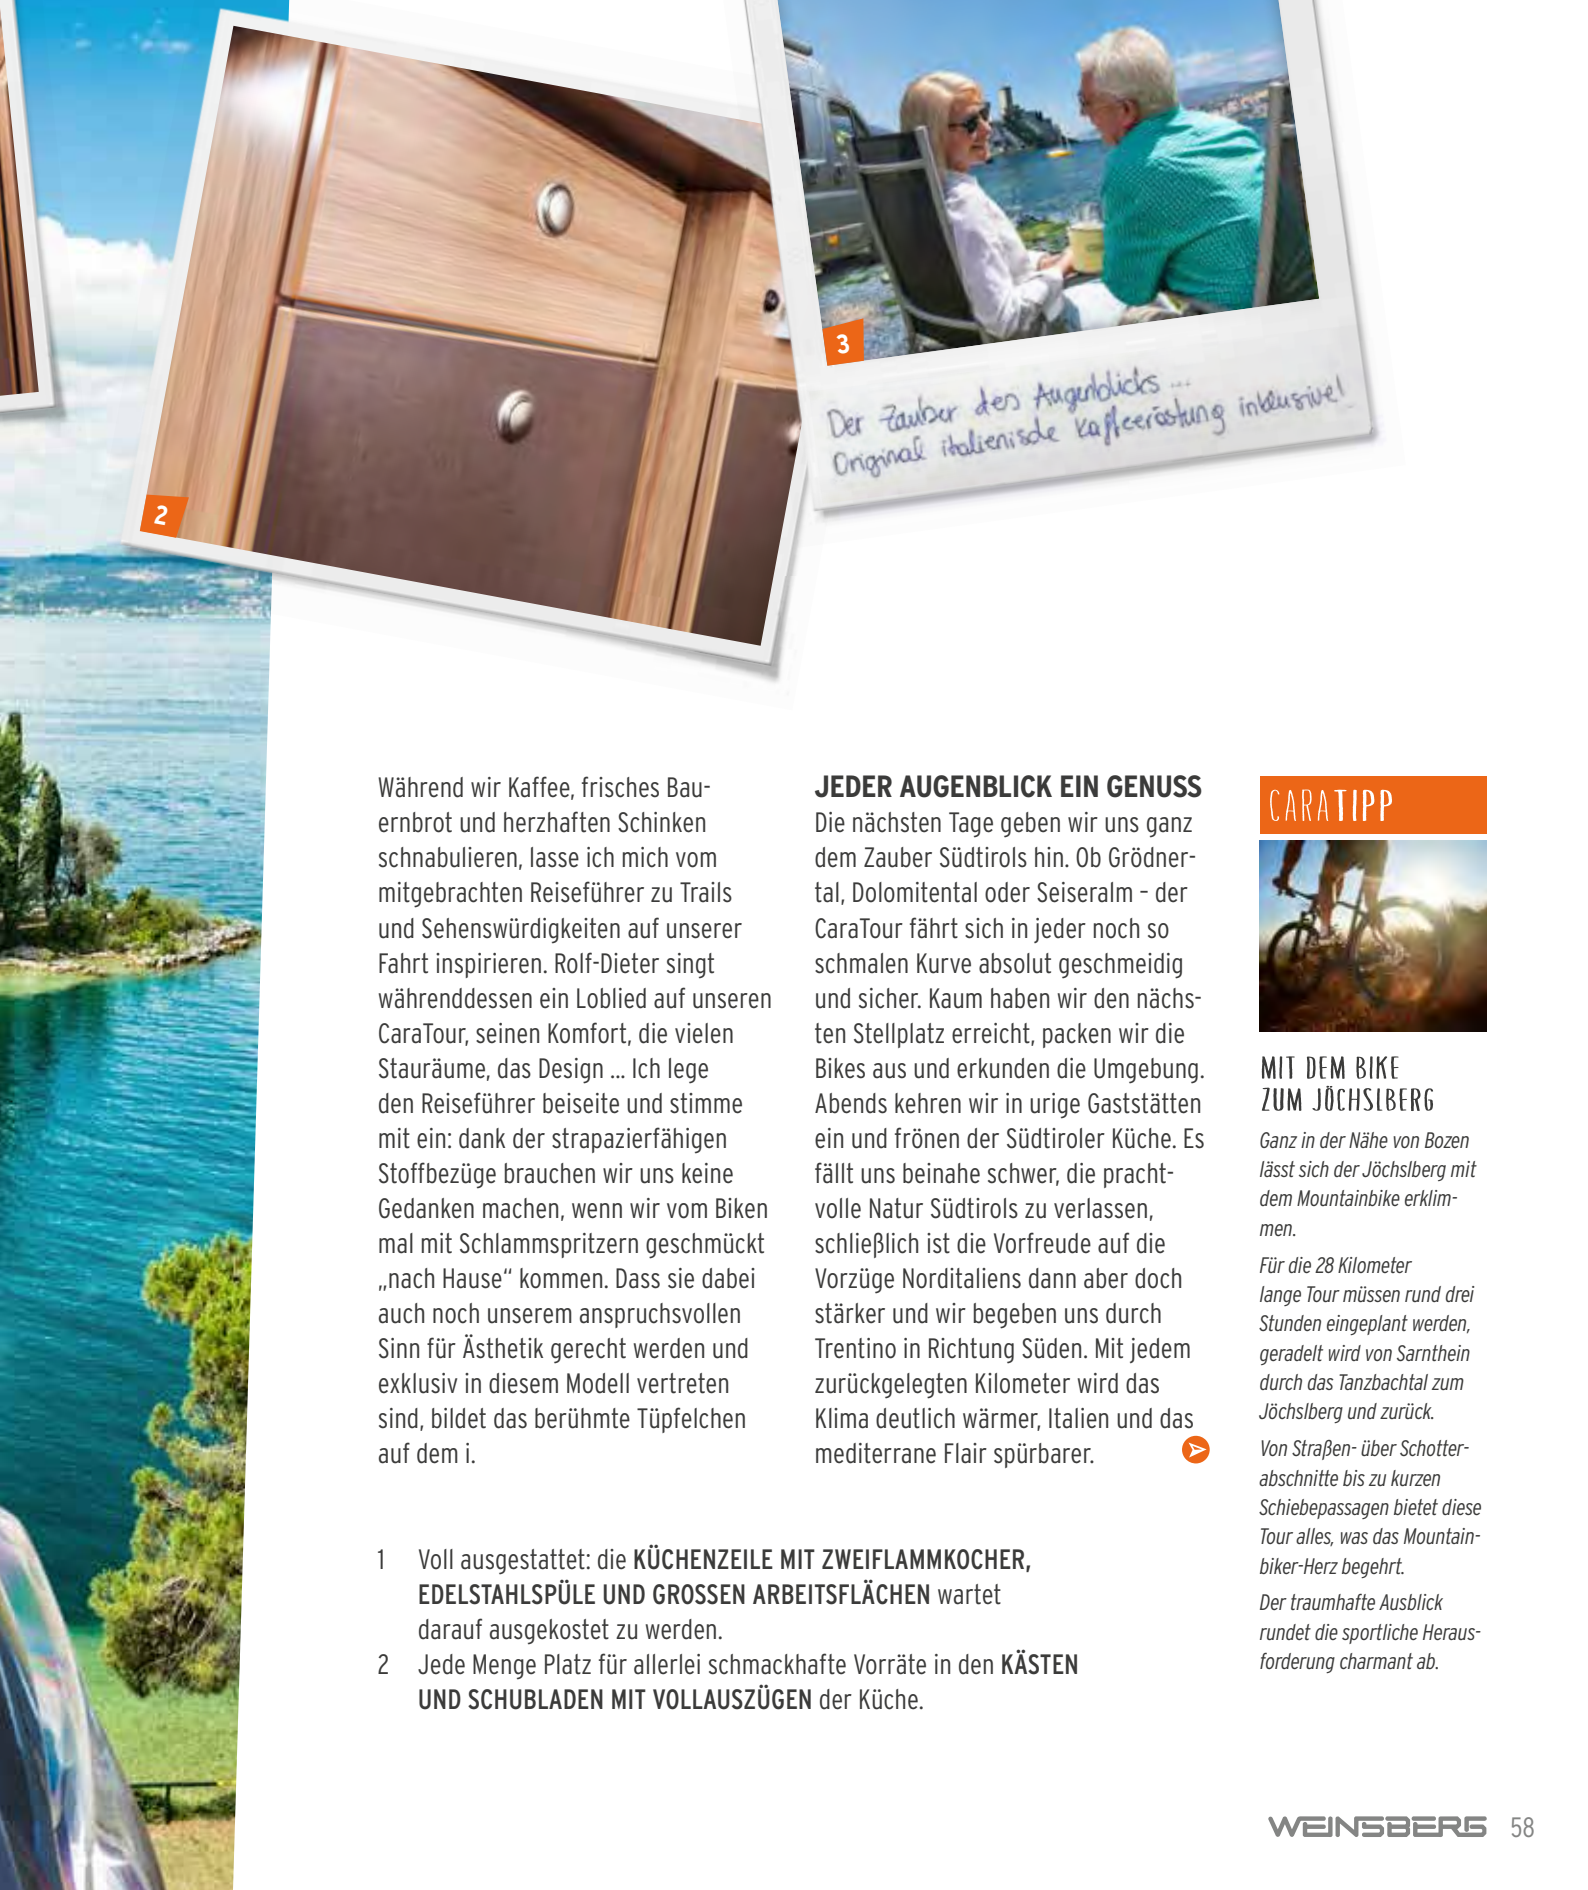 2
3
Der Zauber des Augenblicks ...
Original italienische Kaffeeröstung inklusive!
Während wir Kaffee, frisches Bau-
ernbrot und herzhaften Schinken
schnabulieren, lasse ich mich vom
mitgebrachten Reiseführer zu Trails
und Sehenswürdigkeiten auf unserer
Fahrt inspirieren. Rolf-Dieter singt
währenddessen ein Loblied auf unseren
CaraTour, seinen Komfort, die vielen
Stauräume, das Design ... Ich lege
den Reiseführer beiseite und stimme
mit ein: dank der strapazierfähigen
Stoffbezüge brauchen wir uns keine
Gedanken machen, wenn wir vom Biken
mal mit Schlammspritzern geschmückt
„nach Hause“ kommen. Dass sie dabei
auch noch unserem anspruchsvollen
Sinn für Ästhetik gerecht werden und
exklusiv in diesem Modell vertreten
sind, bildet das berühmte Tüpfelchen
auf dem i.
JEDER AUGENBLICK EIN GENUSS
Die nächsten Tage geben wir uns ganz
dem Zauber Südtirols hin. Ob Grödner-
tal, Dolomitental oder Seiseralm – der
CaraTour fährt sich in jeder noch so
schmalen Kurve absolut geschmeidig
und sicher. Kaum haben wir den nächs-
ten Stellplatz erreicht, packen wir die
Bikes aus und erkunden die Umgebung.
Abends kehren wir in urige Gaststätten
ein und frönen der Südtiroler Küche. Es
fällt uns beinahe schwer, die pracht-
volle Natur Südtirols zu verlassen,
schließlich ist die Vorfreude auf die
Vorzüge Norditaliens dann aber doch
stärker und wir begeben uns durch
Trentino in Richtung Süden. Mit jedem
zurückgelegten Kilometer wird das
Klima deutlich wärmer, Italien und das
mediterrane Flair spürbarer.
1 Voll ausgestattet: die KÜCHENZEILE MIT ZWEIFLAMMKOCHER,
EDELSTAHLSPÜLE UND GROSSEN ARBEITSFLÄCHEN wartet
darauf ausgekostet zu werden.
2 Jede Menge Platz für allerlei schmackhafte Vorräte in den KÄSTEN
UND SCHUBLADEN MIT VOLLAUSZÜGEN der Küche.
CARATIPP
MIT DEM BIKE
ZUM JÖCHSLBERG
Ganz in der Nähe von Bozen
lässt sich der Jöchslberg mit
dem Mountainbike erklim-
men.
Für die 28 Kilometer
lange Tour müssen rund drei
Stunden eingeplant werden,
geradelt wird von Sarnthein
durch das Tanzbachtal zum
Jöchslberg und zurück.
Von Straßen- über Schotter-
abschnitte bis zu kurzen
Schiebepassagen bietet diese
Tour alles, was das Mountain-
biker-Herz begehrt.
Der traumhafte Ausblick
rundet die sportliche Heraus-
forderung charmant ab.
WEINSBERG 58